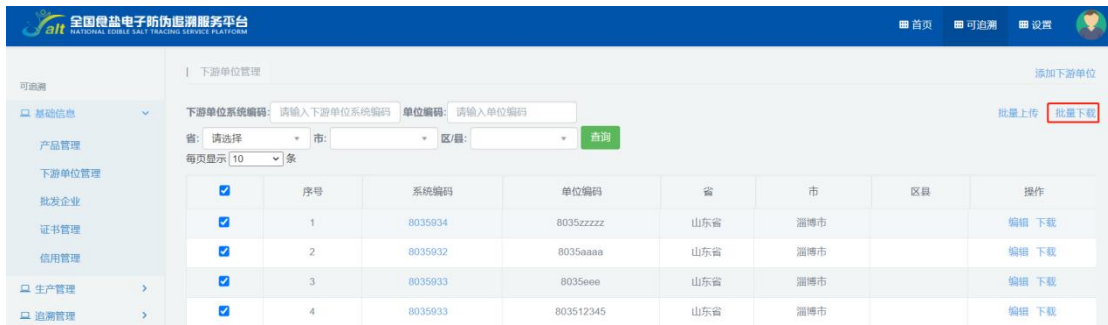 alt 全国食盐电子防伪追溯服务平台
NATIONAL EDIBLE SALT TRACING SERVICE PLATFORM
首页 可追溯 设置
可追溯
基础信息
产品管理
下游单位管理
批发企业
证书管理
信用管理
生产管理
追溯管理
下游单位管理 添加下游单位
下游单位系统编码: 请输入下游单位系统编码 单位编码: 请输入单位编码 批量上传 批量下载
省: 请选择 市: 区/县: 查询
每页显示 10 条
序号 系统编码 单位编码 省 市 区县 操作
1 8035934 8035zzzzz 山东省 淄博市 编辑 下载
2 8035932 8035aaaa 山东省 淄博市 编辑 下载
3 8035933 8035eee 山东省 淄博市 编辑 下载
4 8035933 803512345 山东省 淄博市 编辑 下载